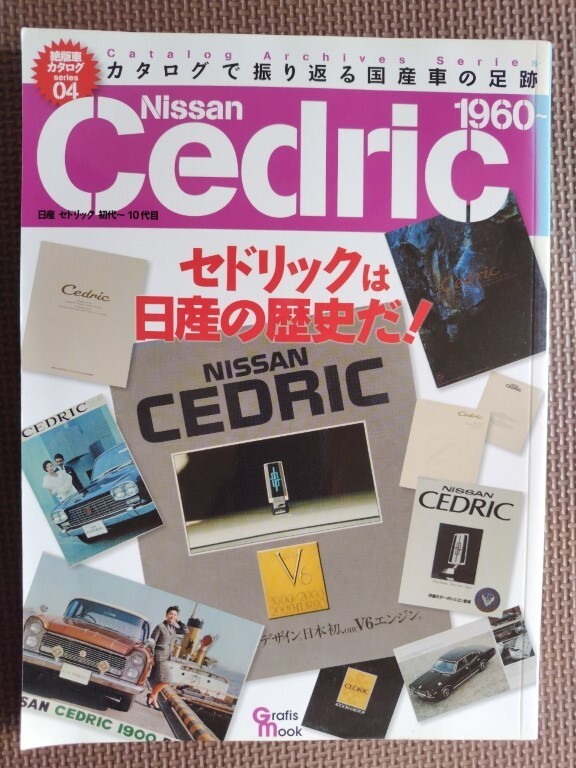 絶版車
カタログ
series
04
Catalog Archives Series
カタログで振り返る国産車の足跡
Nissan
1960~
Cedric
日産 セドリック 初代～10代目
セドリックは
日産の歴史だ!
Cedric
Cedric
NISSAN
CEDRIC
CEDRIC
Cedric
NISSAN
CEDRIC
V6
デザイン。日本初、OHC V6エンジン。
CEDRIC
SAN CEDRIC 1900
Grafis
Mook